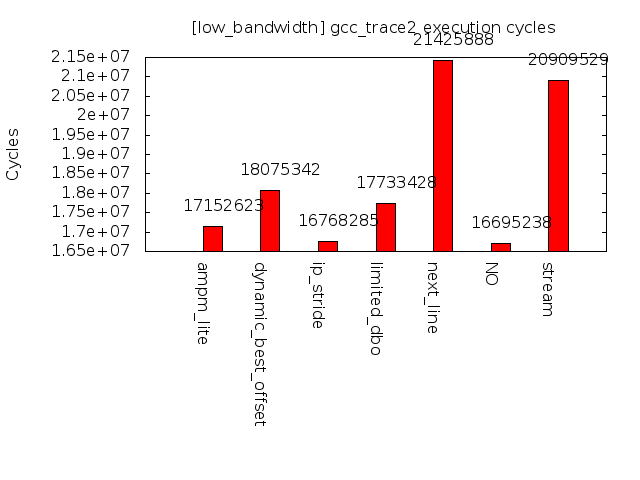 [low_bandwidth] gcc_trace2 execution cycles
Cycles
2.15e+07
2.1e+07
2.05e+07
2e+07
1.95e+07
1.9e+07
1.85e+07
1.8e+07
1.75e+07
1.7e+07
1.65e+07
17152623
18075342
16768285
17733428
21425888
16695238
20909529
ampm_lite
dynamic_best_offset
ip_stride
limited_dbo
next_line
NO
stream